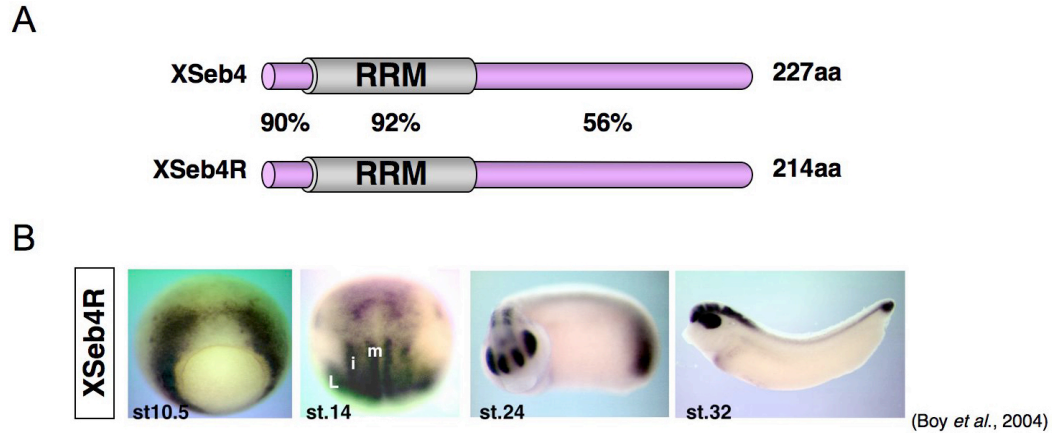 A
XSeb4 RRM 227aa
90% 92% 56%
XSeb4R RRM 214aa
B
XSeb4R
L i m
st10.5 st.14 st.24 st.32
(Boy et al., 2004)